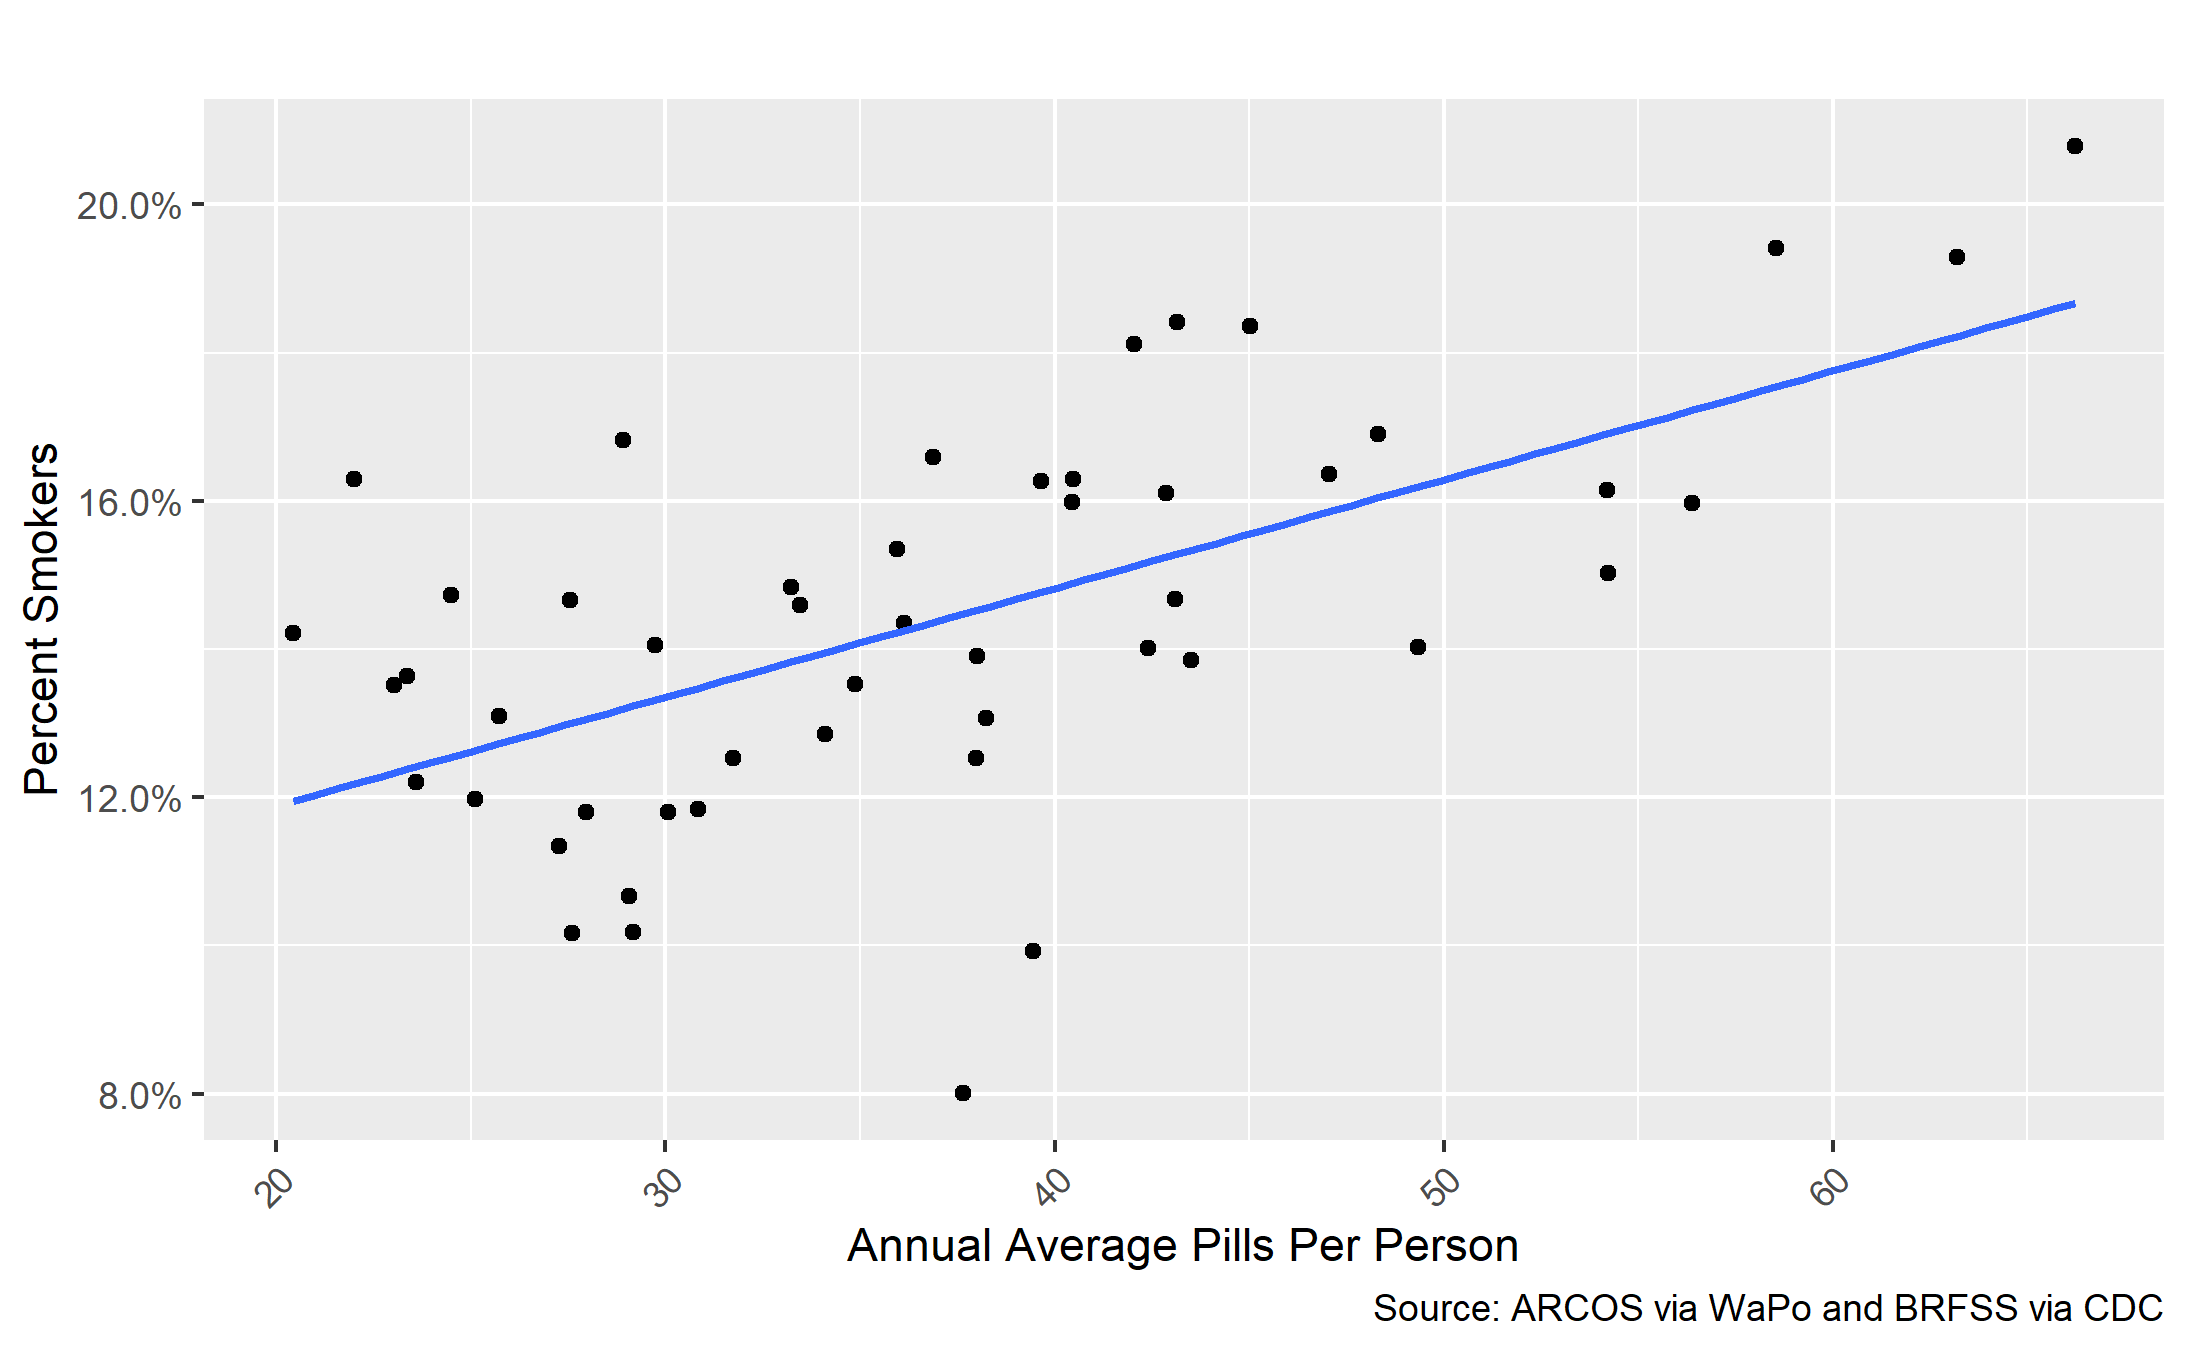 Percent Smokers
20.0%
16.0%
12.0%
8.0%
20 30 40 50 60
Annual Average Pills Per Person
Source: ARCOS via WaPo and BRFSS via CDC